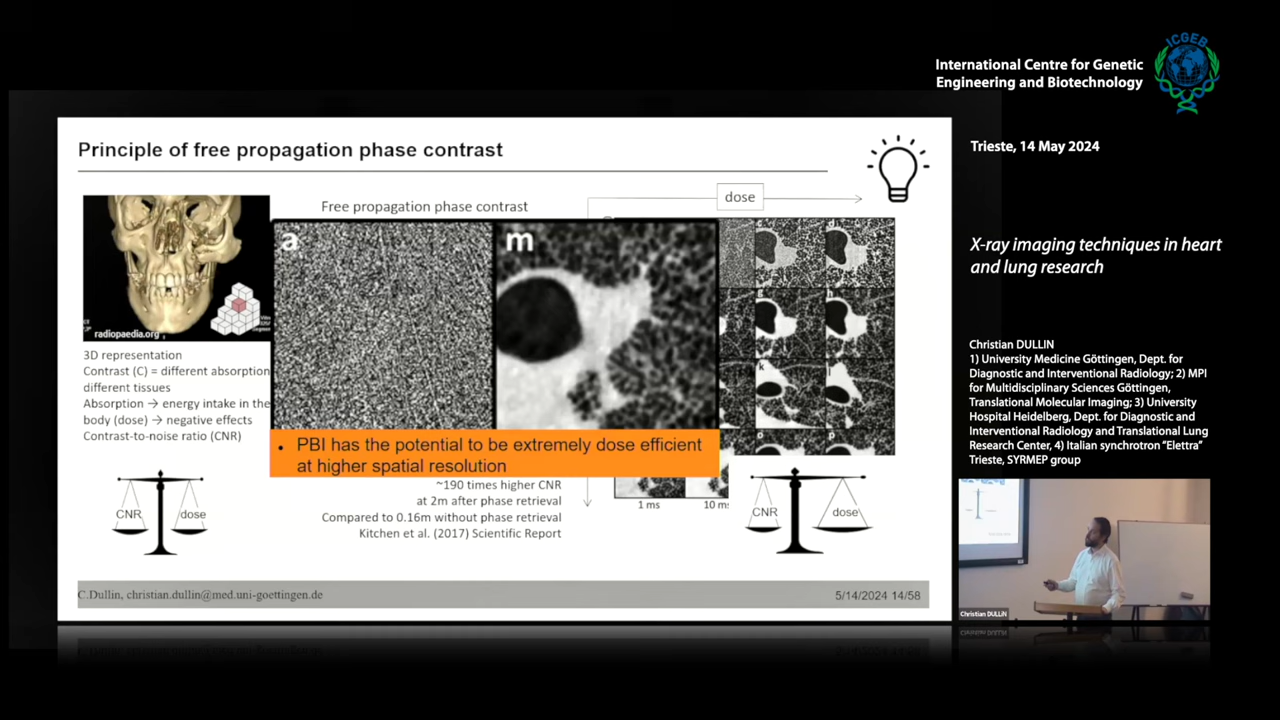 International Centre for Genetic
Engineering and Biotechnology
ICGEB
Trieste, 14 May 2024
X-ray imaging techniques in heart
and lung research
Christian DULLIN
1) University Medicine Göttingen, Dept. for
Diagnostic and Interventional Radiology; 2) MPI
for Multidisciplinary Sciences Göttingen,
Translational Molecular Imaging; 3) University
Hospital Heidelberg, Dept. for Diagnostic and
Interventional Radiology and Translational Lung
Research Center, 4) Italian synchrotron “Elettra”
Trieste, SYRMEP group
Christian DULLiN
Principle of free propagation phase contrast
radiopaedia.org
3D representation
Contrast (C) = different absorption
different tissues
Absorption → energy intake in the
body (dose) → negative effects
Contrast-to-noise ratio (CNR)
CNR
dose
Free propagation phase contrast
dose
a
m
d
g
h
k
l
o
p
• PBI has the potential to be extremely dose efficient
at higher spatial resolution
~190 times higher CNR
at 2m after phase retrieval
Compared to 0.16m without phase retrieval
Kitchen et al. (2017) Scientific Report
1 ms
10 ms
CNR
dose
C.Dullin, christian.dullin@med.uni-goettingen.de
5/14/2024 14/58